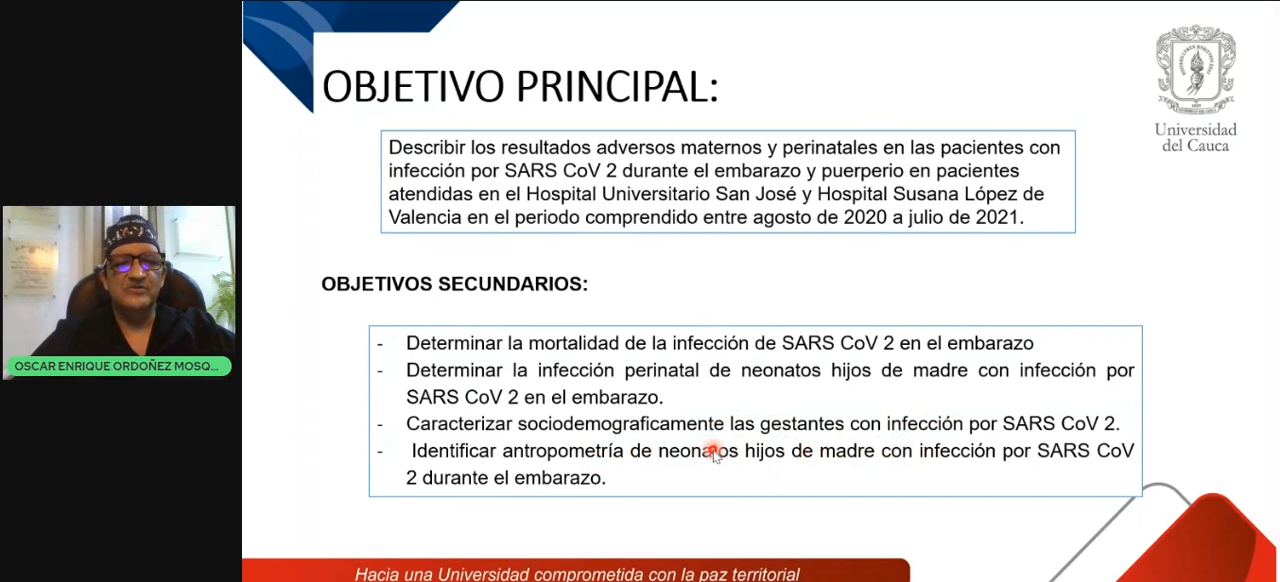 OBJETIVO PRINCIPAL:
Universidad
del Cauca
Describir los resultados adversos maternos y perinatales en las pacientes con
infección por SARS CoV 2 durante el embarazo y puerperio en pacientes
atendidas en el Hospital Universitario San José y Hospital Susana López de
Valencia en el periodo comprendido entre agosto de 2020 a julio de 2021.
OBJETIVOS SECUNDARIOS:
- Determinar la mortalidad de la infección de SARS CoV 2 en el embarazo
- Determinar la infección perinatal de neonatos hijos de madre con infección por
SARS CoV 2 en el embarazo.
- Caracterizar sociodemograficamente las gestantes con infección por SARS CoV 2.
- Identificar antropometría de neonatos hijos de madre con infección por SARS CoV
2 durante el embarazo.
OSCAR ENRIQUE ORDOÑEZ MOSQ...
Hacia una Universidad comprometida con la paz territorial